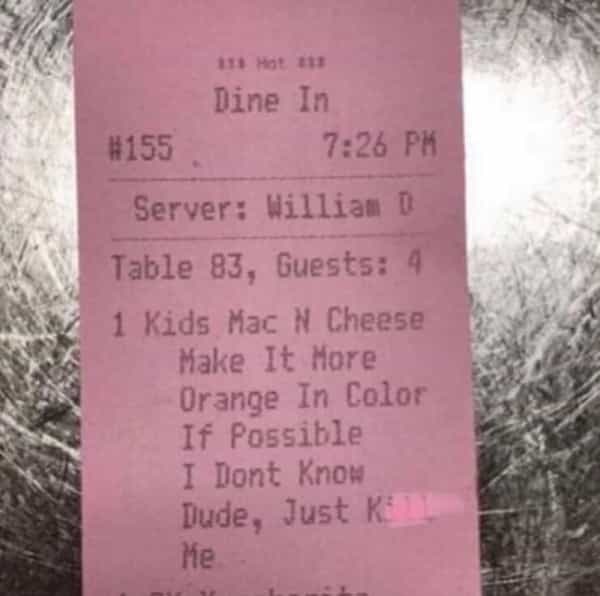 *** Hot ***
Dine In
#155 7:26 PM
Server: William D
Table 83, Guests: 4
1 Kids Mac N Cheese
Make It More
Orange In Color
If Possible
I Dont Know
Dude, Just Kill
Me